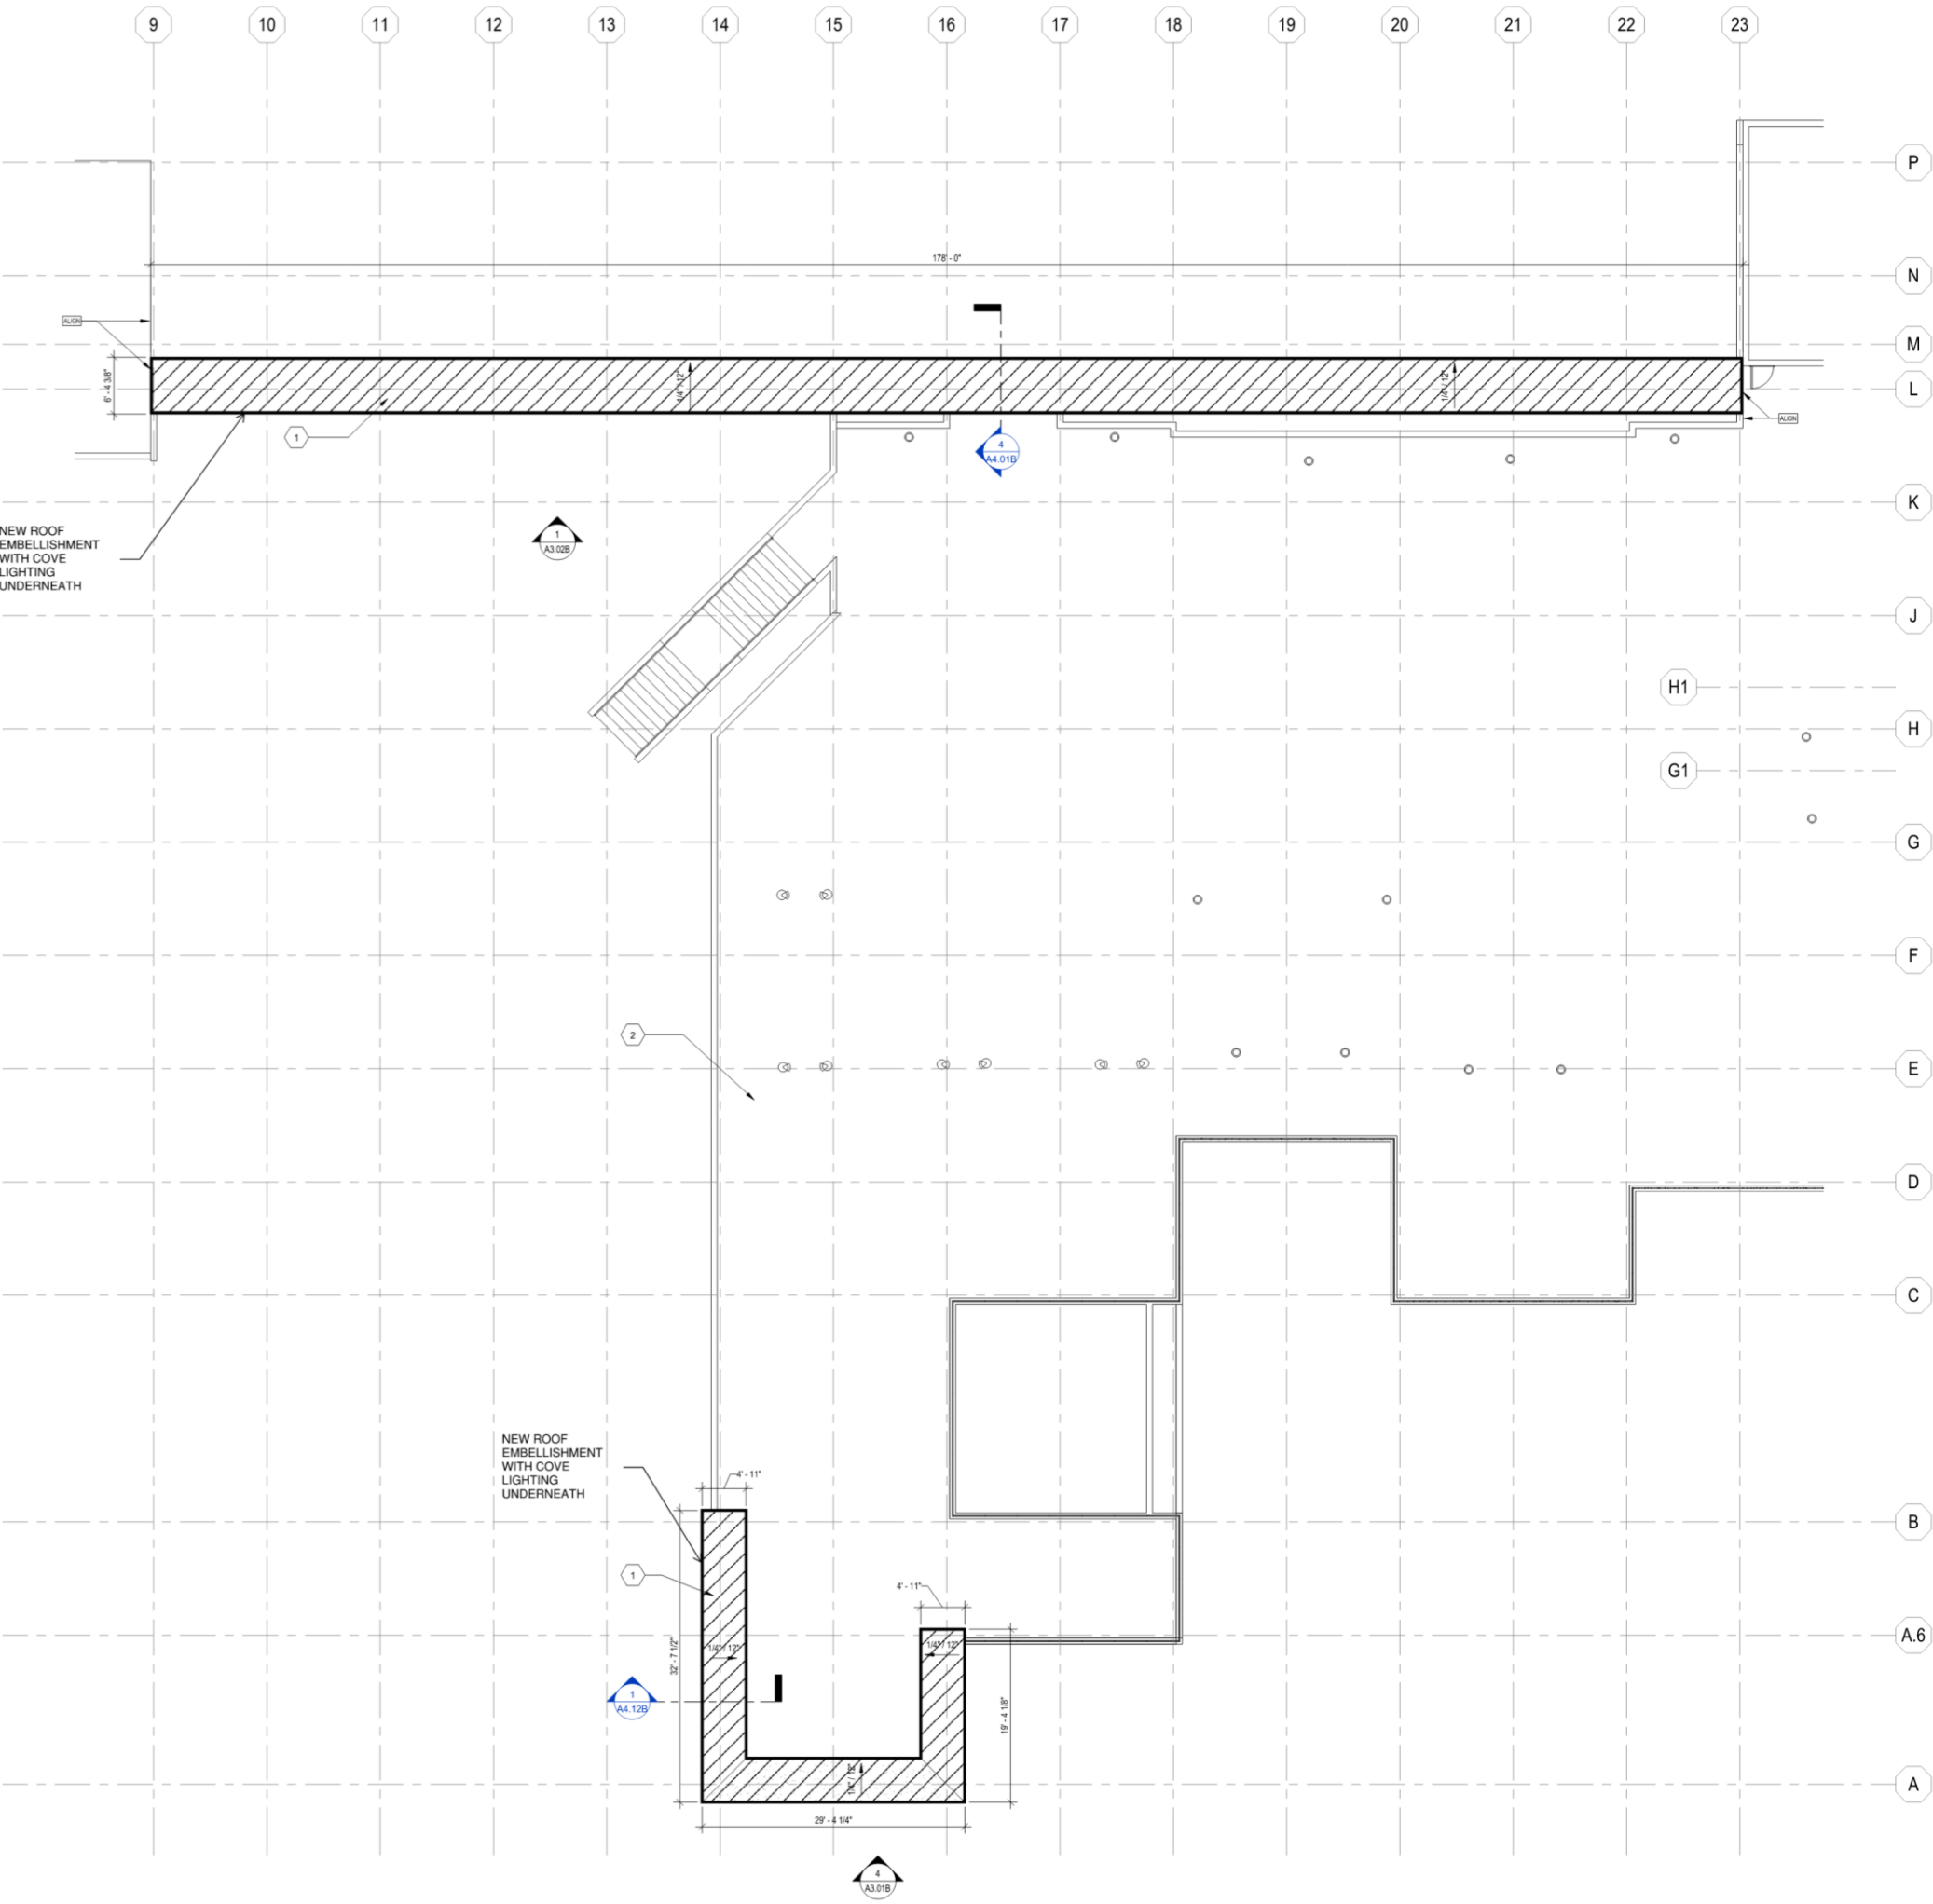 9
10
11
12
13
14
15
16
17
18
19
20
21
22
23
P
178' - 0"
N
ALIGN
M
6' - 4 3/8"
1/4" / 12"
1/4" / 12"
L
ALIGN
1
4
A4.01B
K
NEW ROOF
EMBELLISHMENT
WITH COVE
LIGHTING
UNDERNEATH
1
A3.02B
J
H1
H
G1
G
F
2
E
D
C
NEW ROOF
EMBELLISHMENT
WITH COVE
LIGHTING
UNDERNEATH
4' - 11"
B
1
4' - 11"
A.6
32' - 7 1/2"
1/4" / 12"
1/4" / 12"
1
A4.12B
19' - 4 1/8"
1/4" / 12"
A
29' - 4 1/4"
4
A3.01B